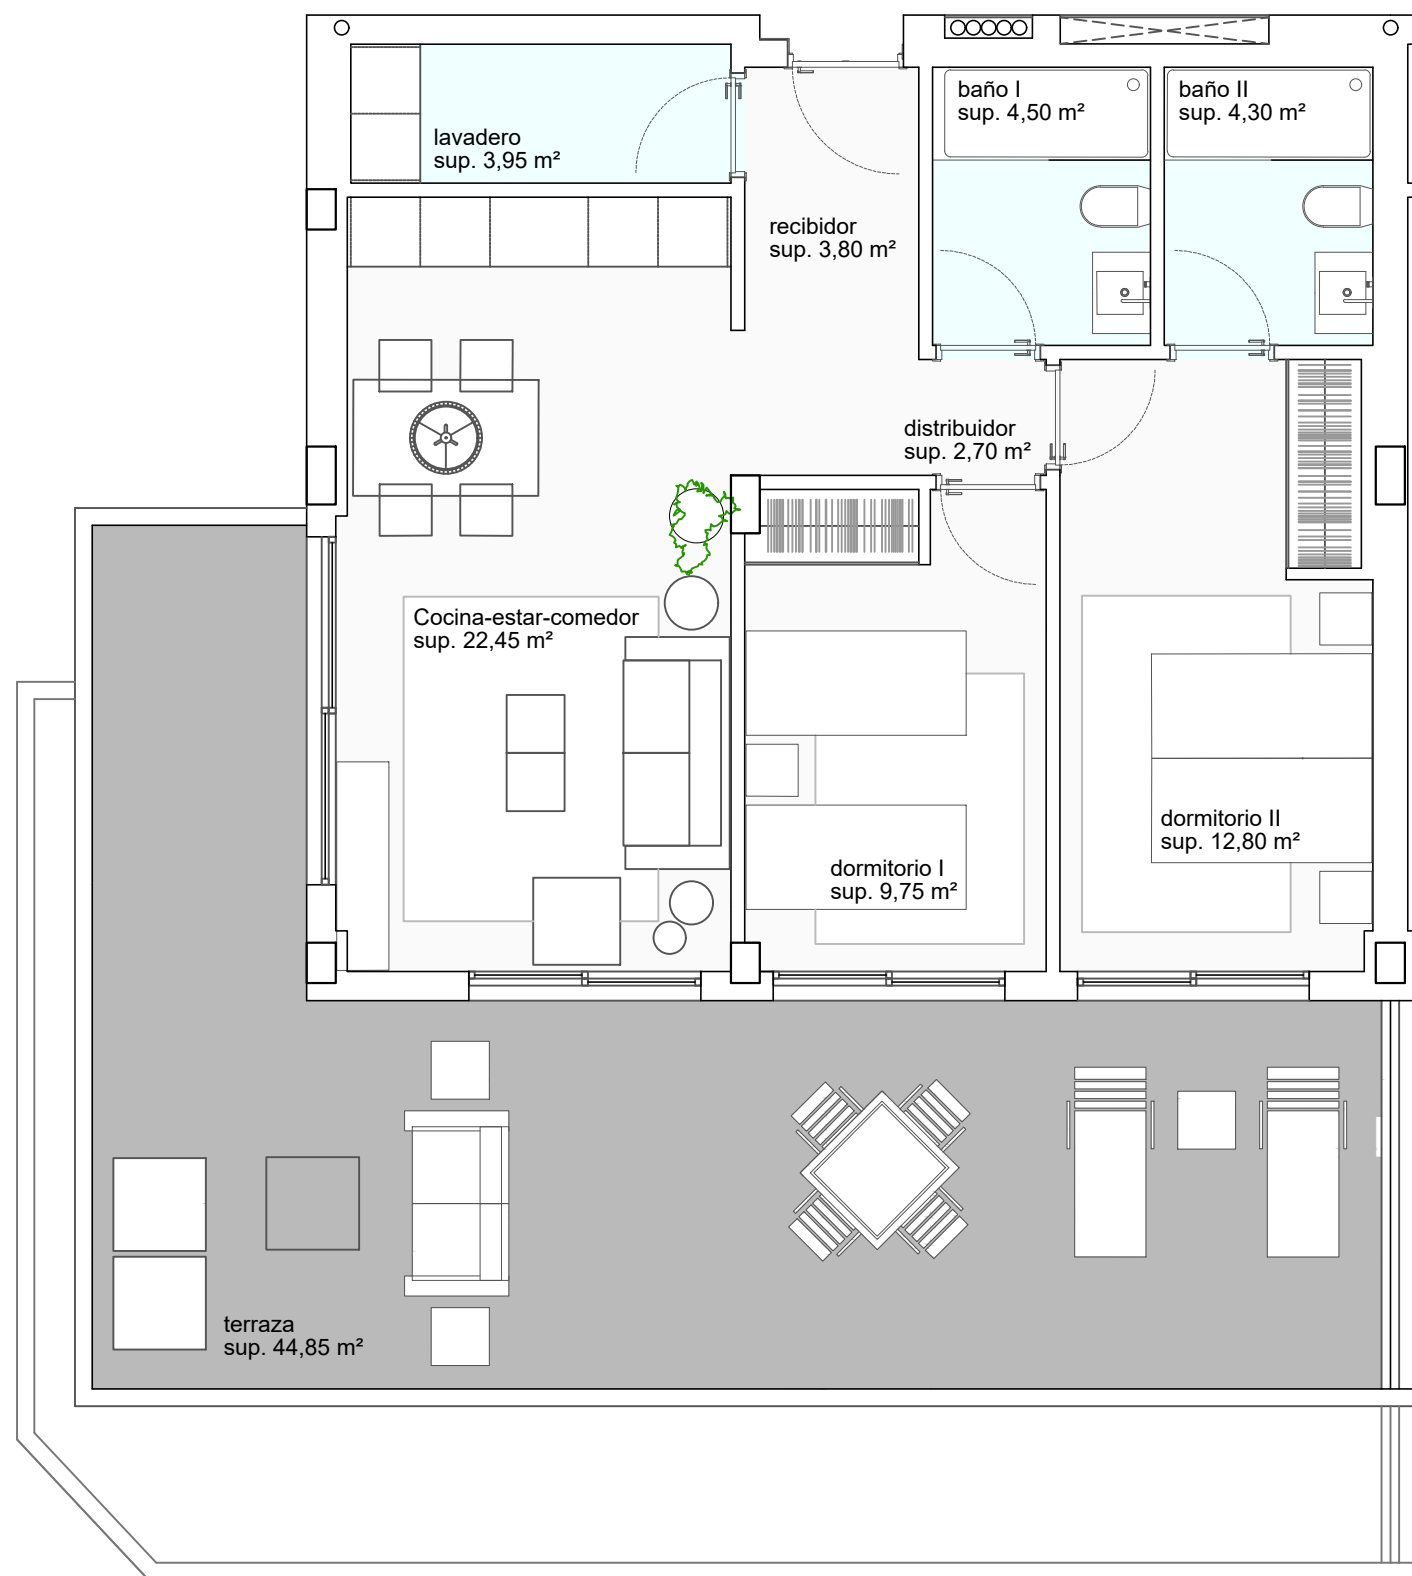 baño I
sup. 4,50 m²
baño II
sup. 4,30 m²
lavadero
sup. 3,95 m²
recibidor
sup. 3,80 m²
distribuidor
sup. 2,70 m²
Cocina-estar-comedor
sup. 22,45 m²
dormitorio II
sup. 12,80 m²
dormitorio I
sup. 9,75 m²
terraza
sup. 44,85 m²